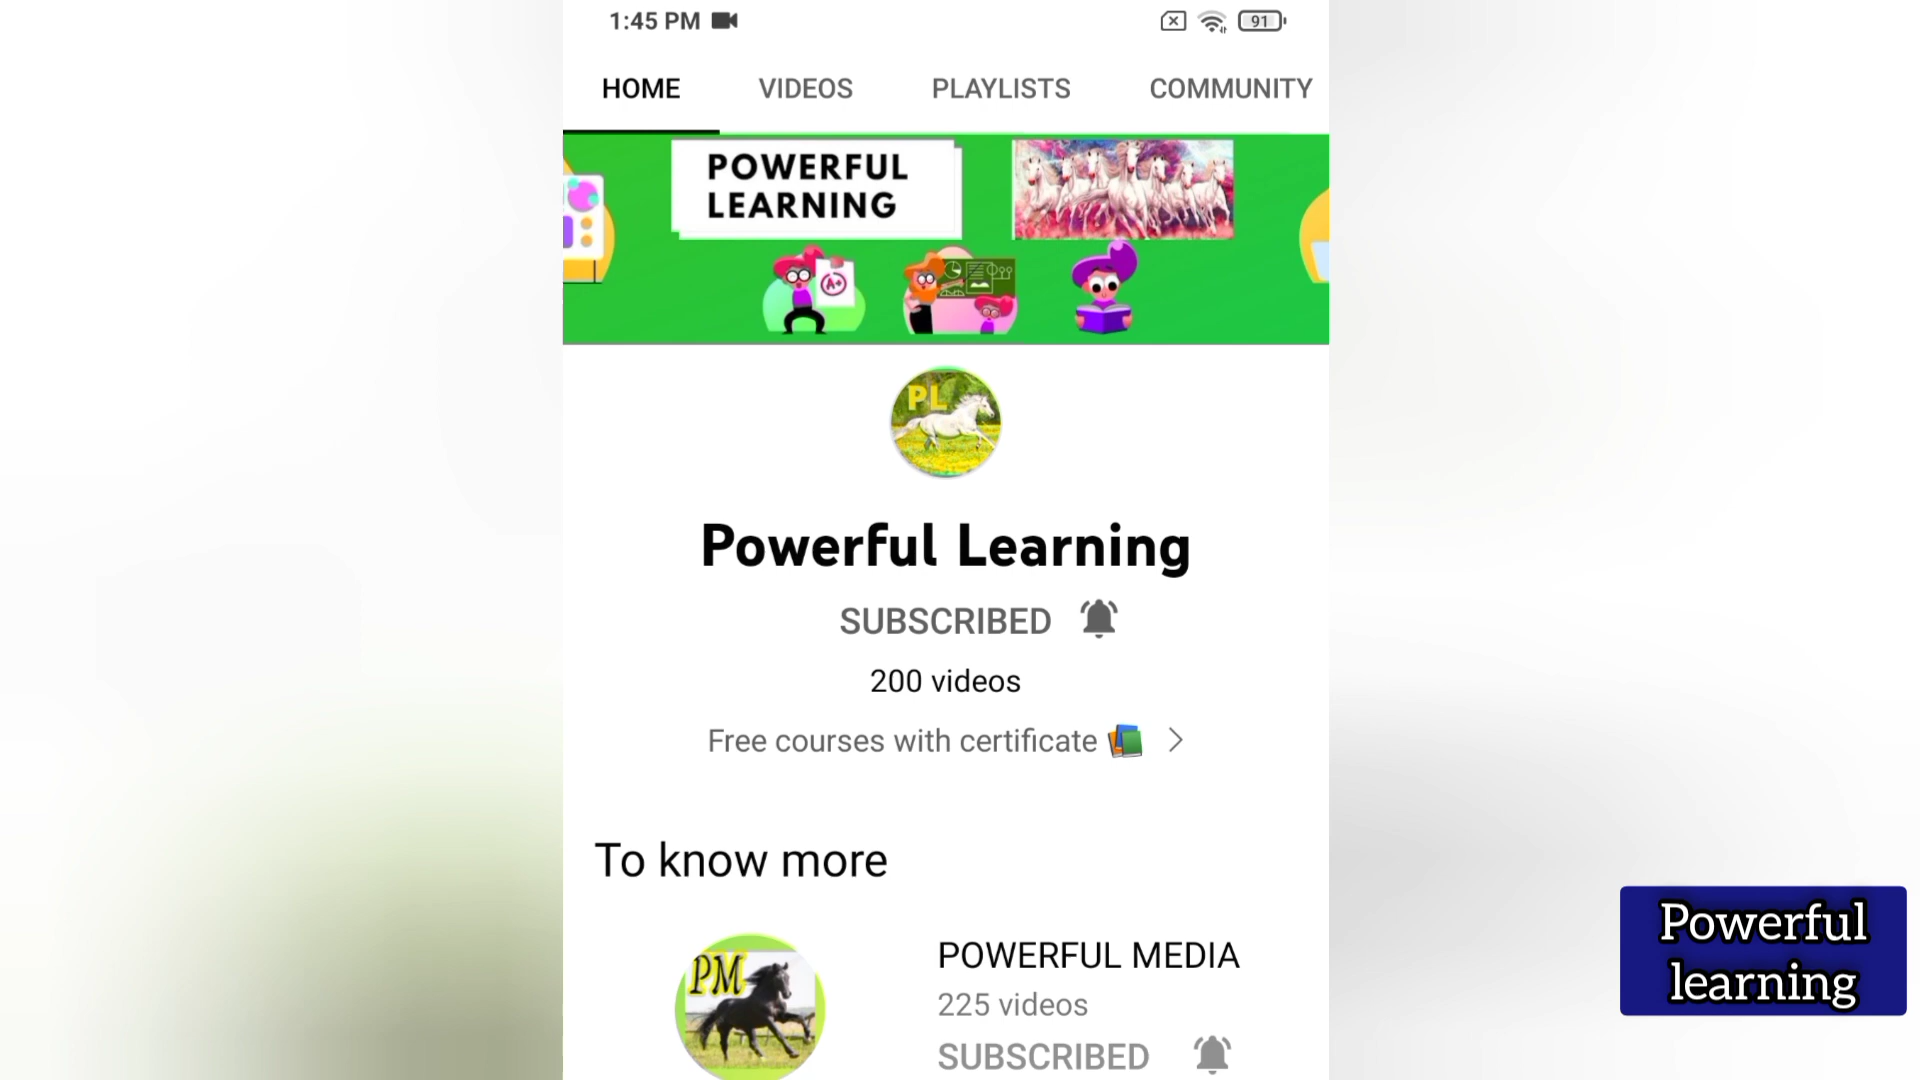 1:45 PM
91
HOME VIDEOS PLAYLISTS COMMUNITY
POWERFUL
LEARNING
A+
PL
Powerful Learning
SUBSCRIBED
200 videos
Free courses with certificate
To know more
PM
POWERFUL MEDIA
225 videos
SUBSCRIBED
Powerful
learning